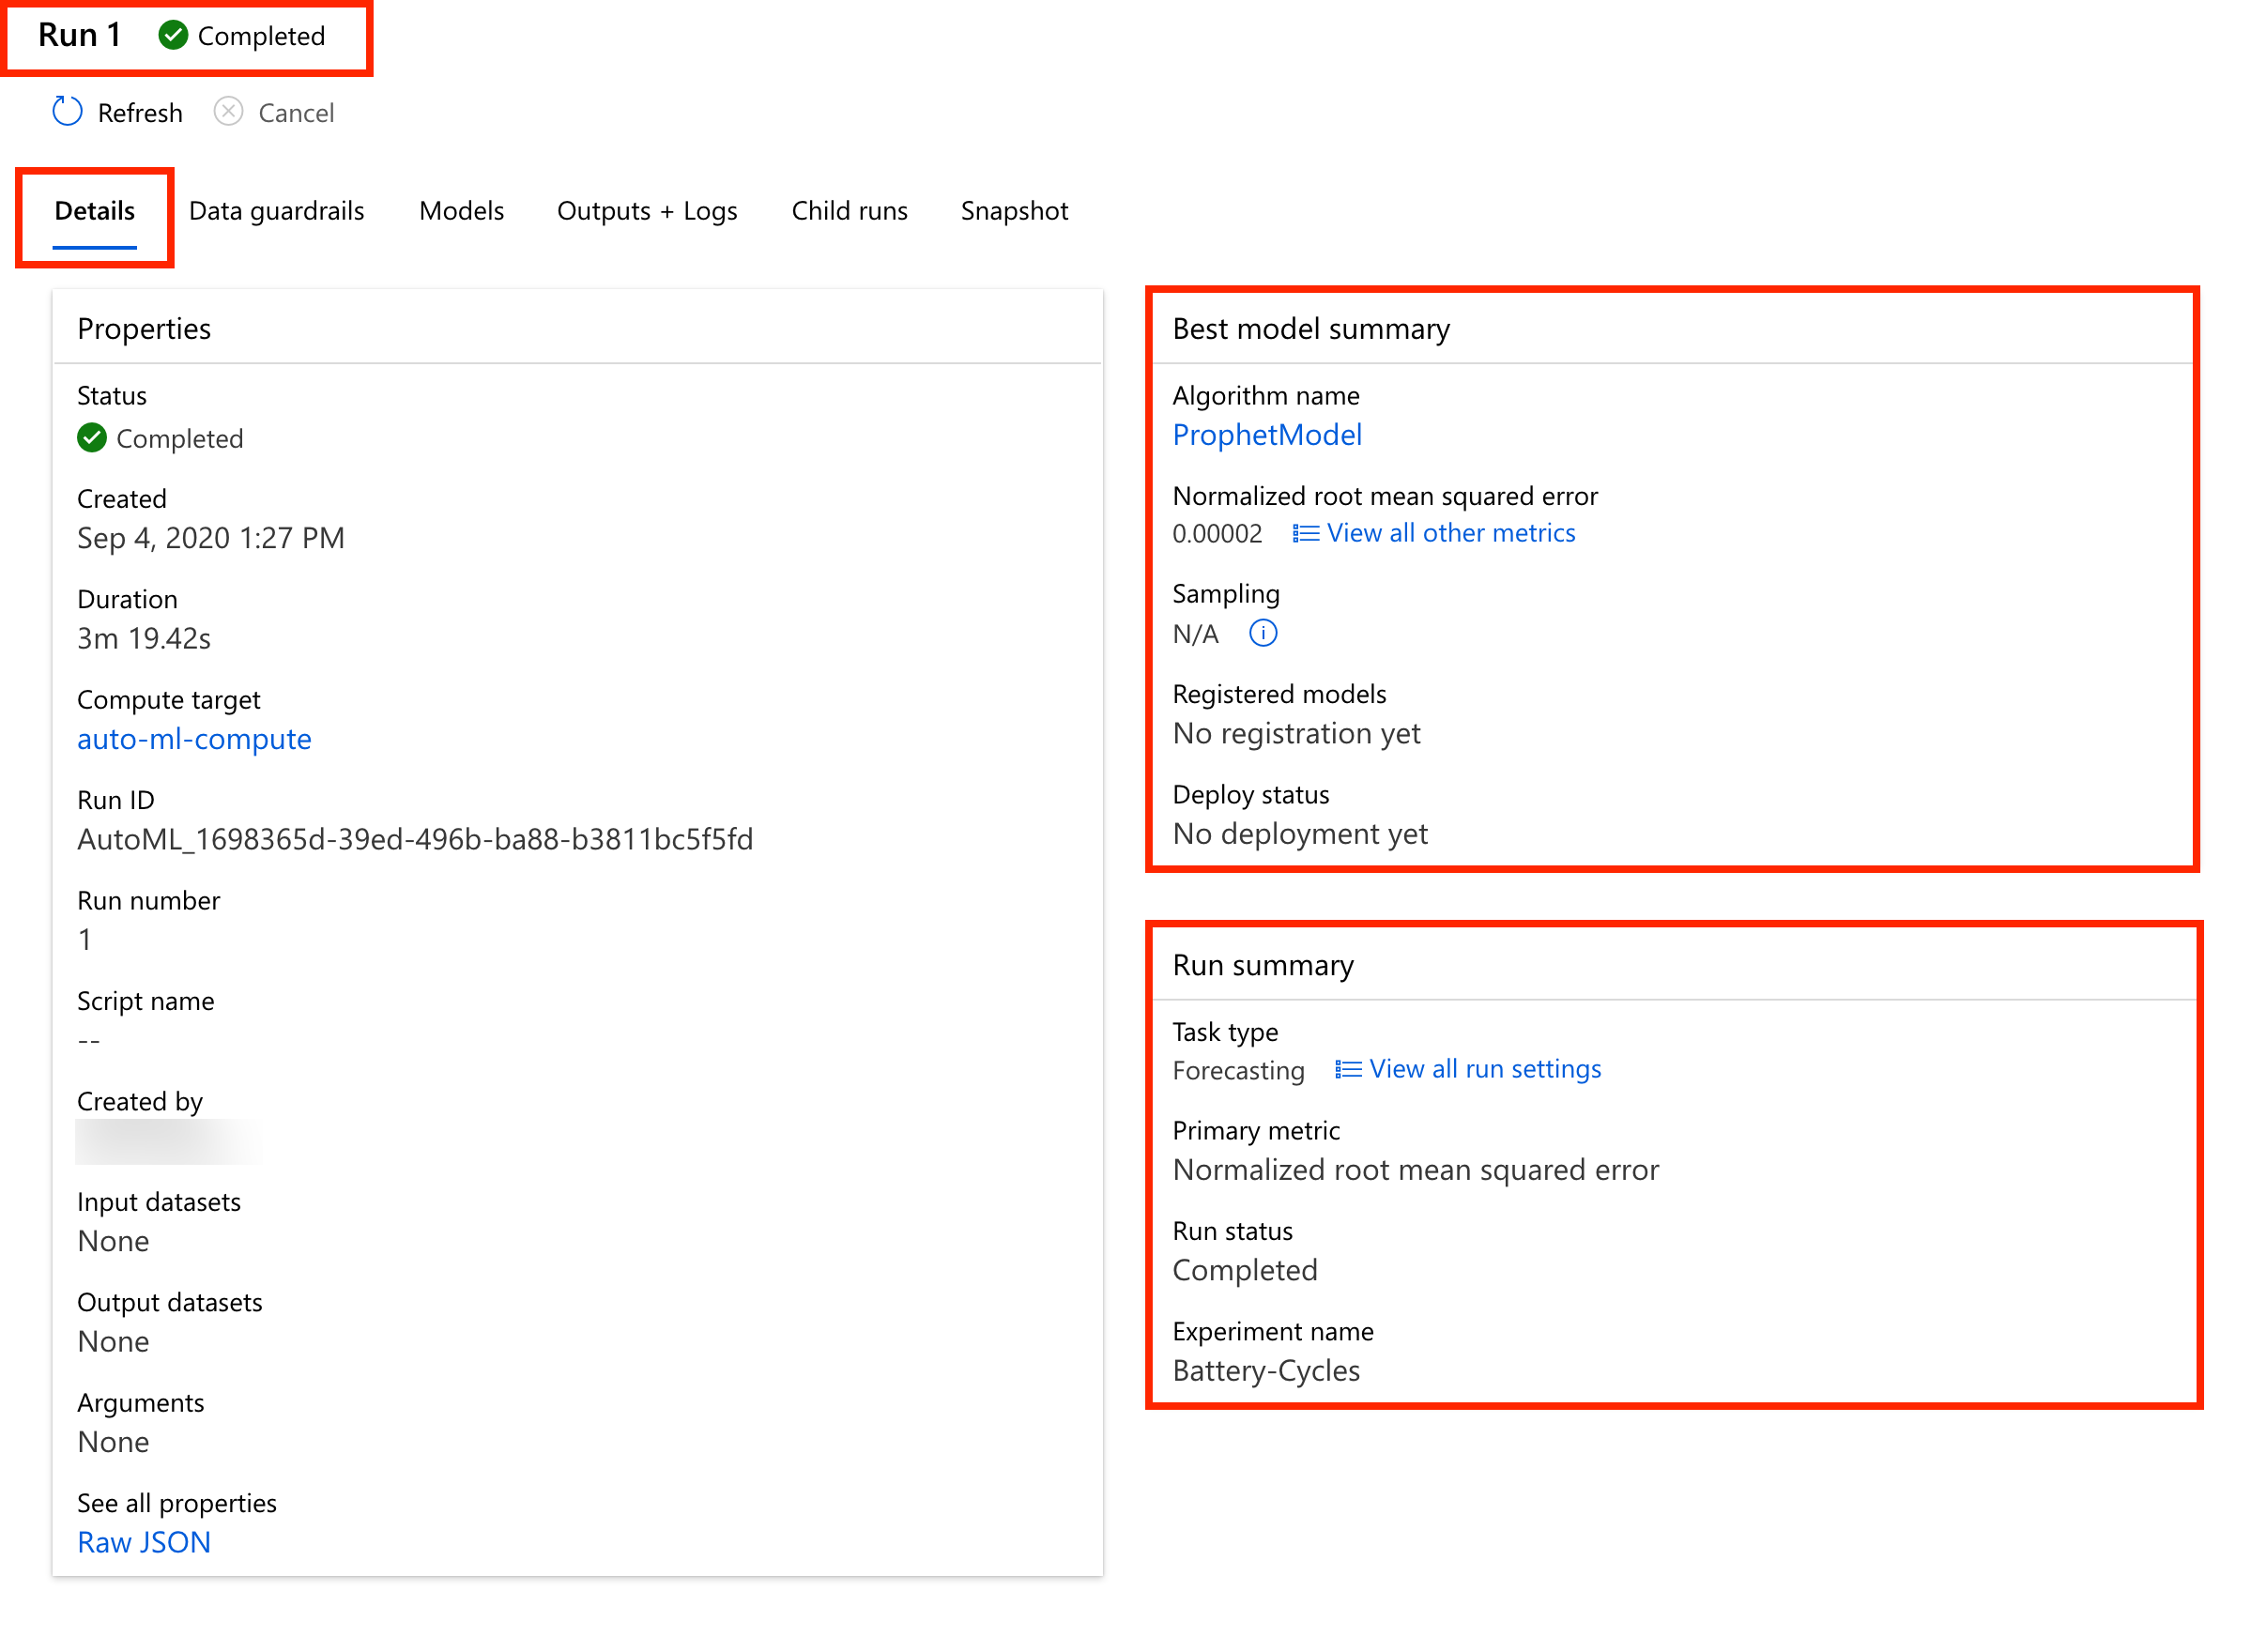 Run 1 Completed
Refresh Cancel
Details Data guardrails Models Outputs + Logs Child runs Snapshot
Properties
Status
Completed
Created
Sep 4, 2020 1:27 PM
Duration
3m 19.42s
Compute target
auto-ml-compute
Run ID
AutoML_1698365d-39ed-496b-ba88-b3811bc5f5fd
Run number
1
Script name
--
Created by
Input datasets
None
Output datasets
None
Arguments
None
See all properties
Raw JSON
Best model summary
Algorithm name
ProphetModel
Normalized root mean squared error
0.00002 View all other metrics
Sampling
N/A
Registered models
No registration yet
Deploy status
No deployment yet
Run summary
Task type
Forecasting View all run settings
Primary metric
Normalized root mean squared error
Run status
Completed
Experiment name
Battery-Cycles